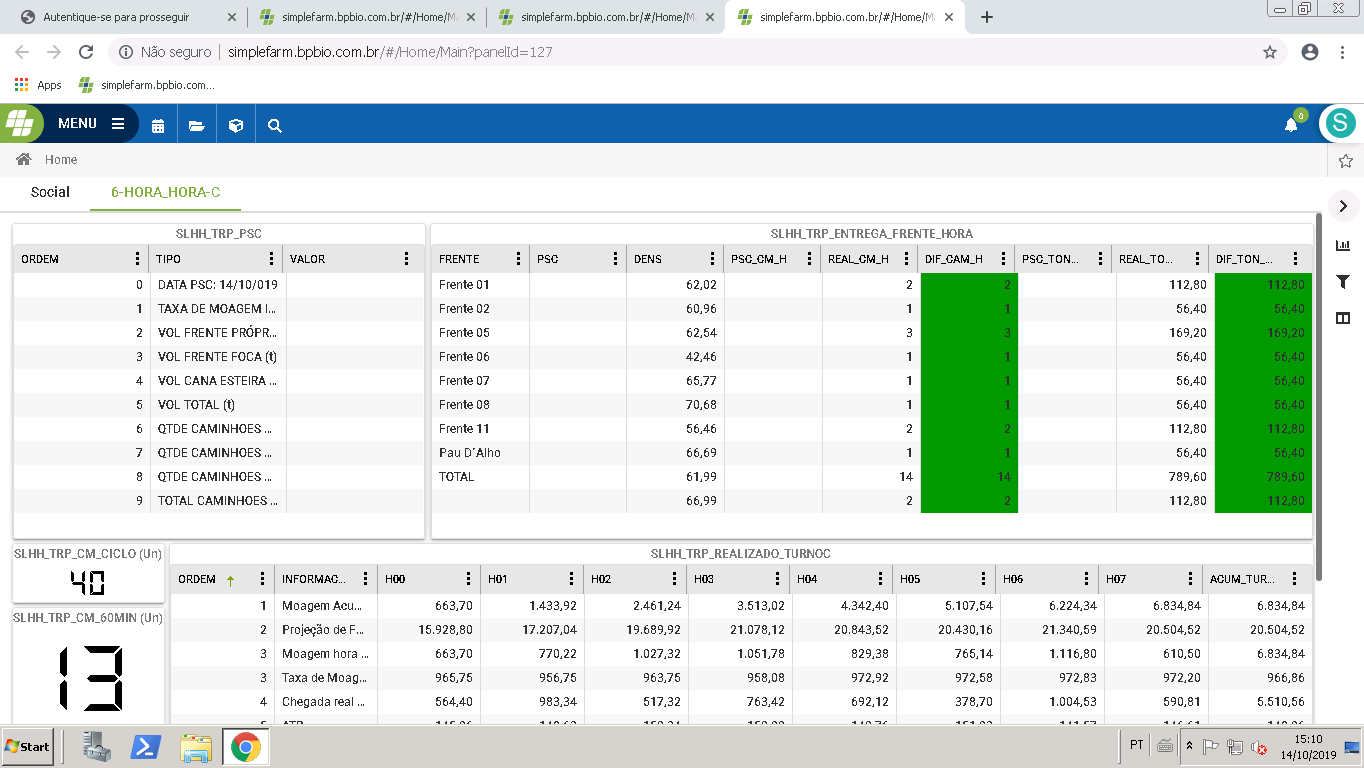 Autentique-se para prosseguir
simplefarm.bpbio.com.br/#/Home/M
simplefarm.bpbio.com.br/#/Home/M
simplefarm.bpbio.com.br/#/Home/M
Não seguro simplefarm.bpbio.com.br/#/Home/Main?panelId=127
Apps simplefarm.bpbio.com...
MENU 0 S
Home
Social 6-HORA_HORA-C
SLHH_TRP_PSC
ORDEM TIPO VALOR
0 DATA PSC: 14/10/019
1 TAXA DE MOAGEM I...
2 VOL FRENTE PRÓPR...
3 VOL FRENTE FOCA (t)
4 VOL CANA ESTEIRA ...
5 VOL TOTAL (t)
6 QTDE CAMINHOES ...
7 QTDE CAMINHOES ...
8 QTDE CAMINHOES ...
9 TOTAL CAMINHOES ...
SLHH_TRP_ENTREGA_FRENTE_HORA
FRENTE PSC DENS PSC_CM_H REAL_CM_H DIF_CAM_H PSC_TON... REAL_TO... DIF_TON_...
Frente 01 62,02 2 2 112,80 112,80
Frente 02 60,96 1 1 56,40 56,40
Frente 05 62,54 3 3 169,20 169,20
Frente 06 42,46 1 1 56,40 56,40
Frente 07 65,77 1 1 56,40 56,40
Frente 08 70,68 1 1 56,40 56,40
Frente 11 56,46 2 2 112,80 112,80
Pau D´Alho 66,69 1 1 56,40 56,40
TOTAL 61,99 14 14 789,60 789,60
66,99 2 2 112,80 112,80
SLHH_TRP_CM_CICLO (Un)
40
SLHH_TRP_CM_60MIN (Un)
13
SLHH_TRP_REALIZADO_TURNOC
ORDEM INFORMAC... H00 H01 H02 H03 H04 H05 H06 H07 ACUM_TUR...
1 Moagem Acu... 663,70 1.433,92 2.461,24 3.513,02 4.342,40 5.107,54 6.224,34 6.834,84 6.834,84
2 Projeção de F... 15.928,80 17.207,04 19.689,92 21.078,12 20.843,52 20.430,16 21.340,59 20.504,52 20.504,52
3 Moagem hora ... 663,70 770,22 1.027,32 1.051,78 829,38 765,14 1.116,80 610,50 6.834,84
3 Taxa de Moag... 965,75 956,75 963,75 958,08 972,92 972,58 972,83 972,20 966,86
4 Chegada real ... 564,40 983,34 517,32 763,42 692,12 378,70 1.004,53 590,81 5.510,56
Start PT 15:10
14/10/2019